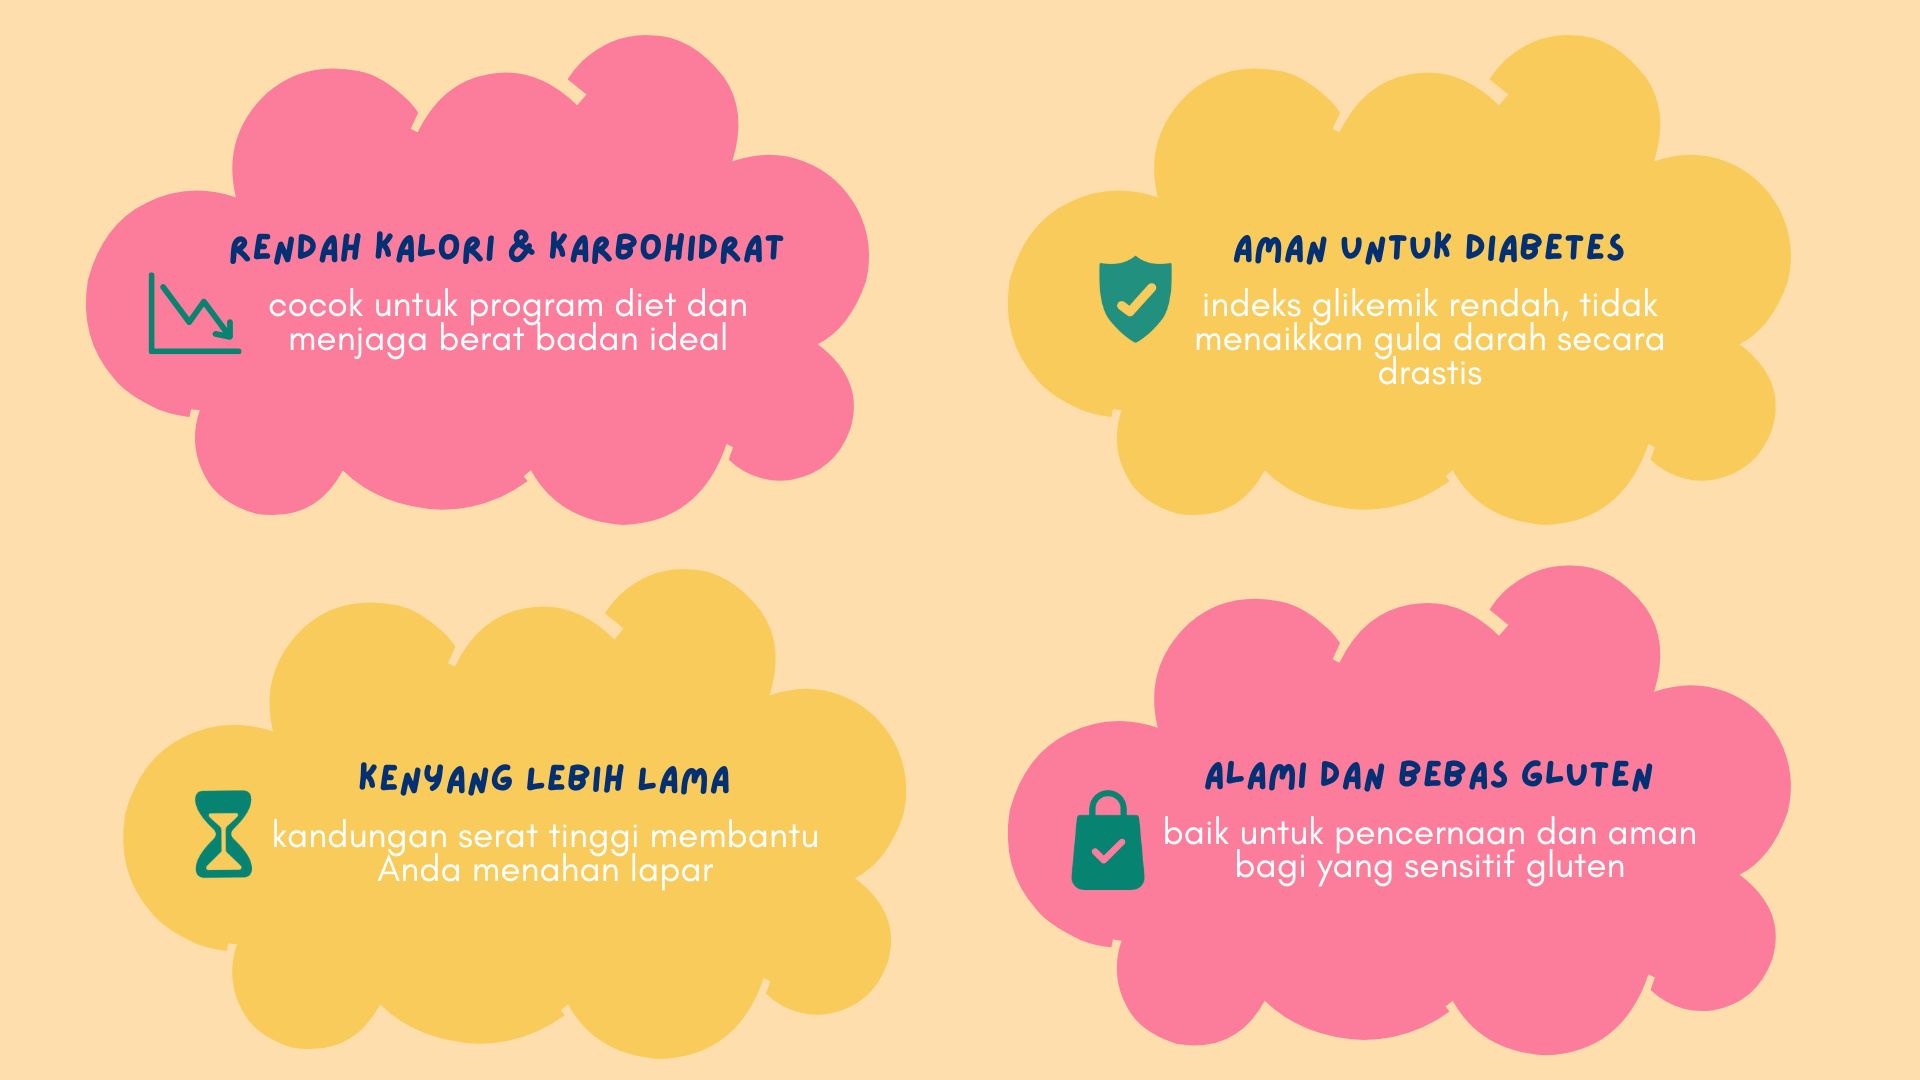 RENDAH KALORI & KARBOHIDRAT
cocok untuk program diet dan
menjaga berat badan ideal
AMAN UNTUK DIABETES
indeks glikemik rendah, tidak
menaikkan gula darah secara
drastis
KENYANG LEBIH LAMA
kandungan serat tinggi membantu
Anda menahan lapar
ALAMI DAN BEBAS GLUTEN
baik untuk pencernaan dan aman
bagi yang sensitif gluten